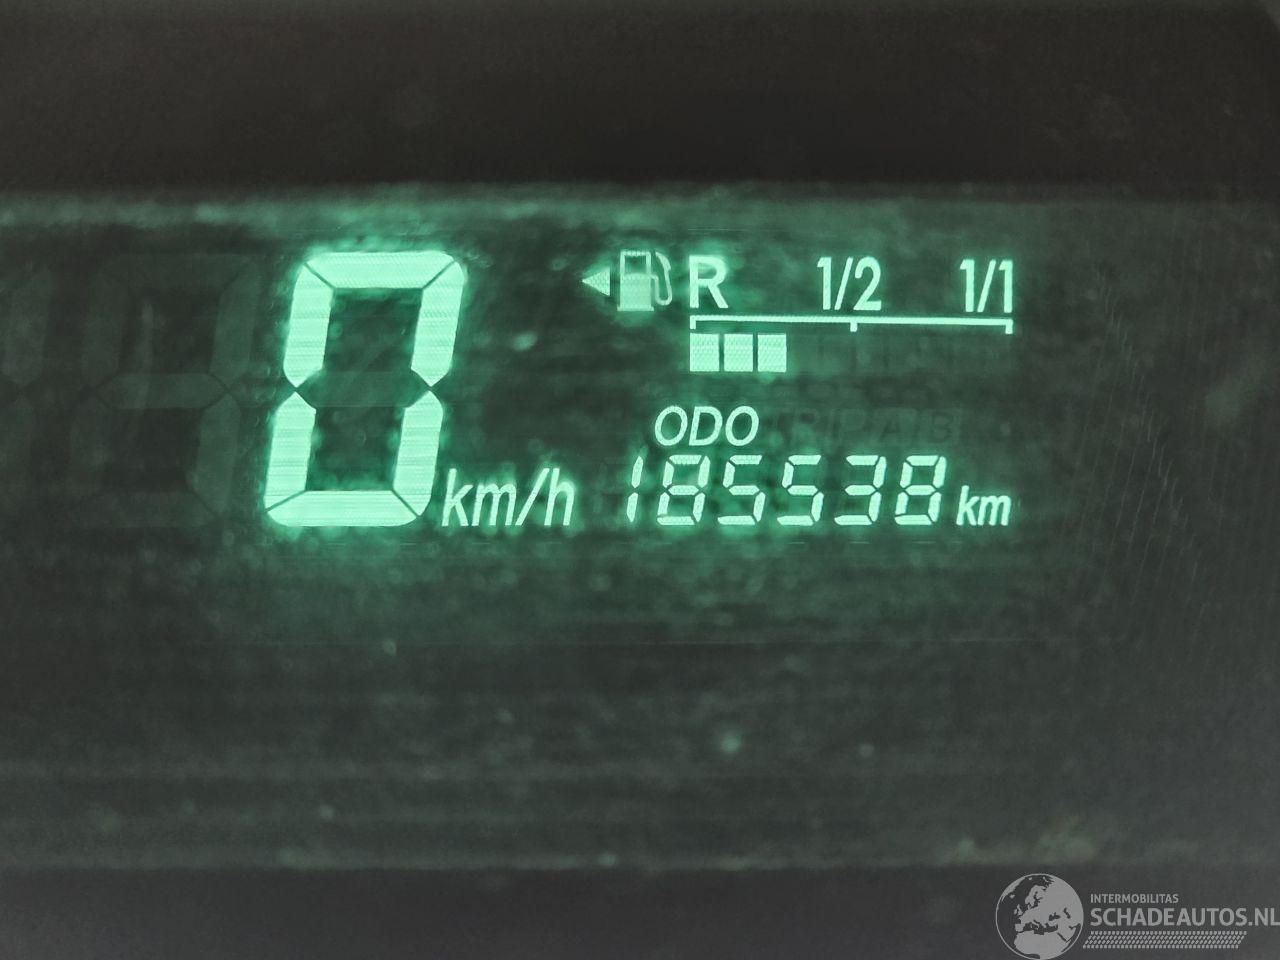 0 km/h
R 1/2 1/1
ODO
185538 km
INTERMOBILITAS
SCHADEAUTOS.NL